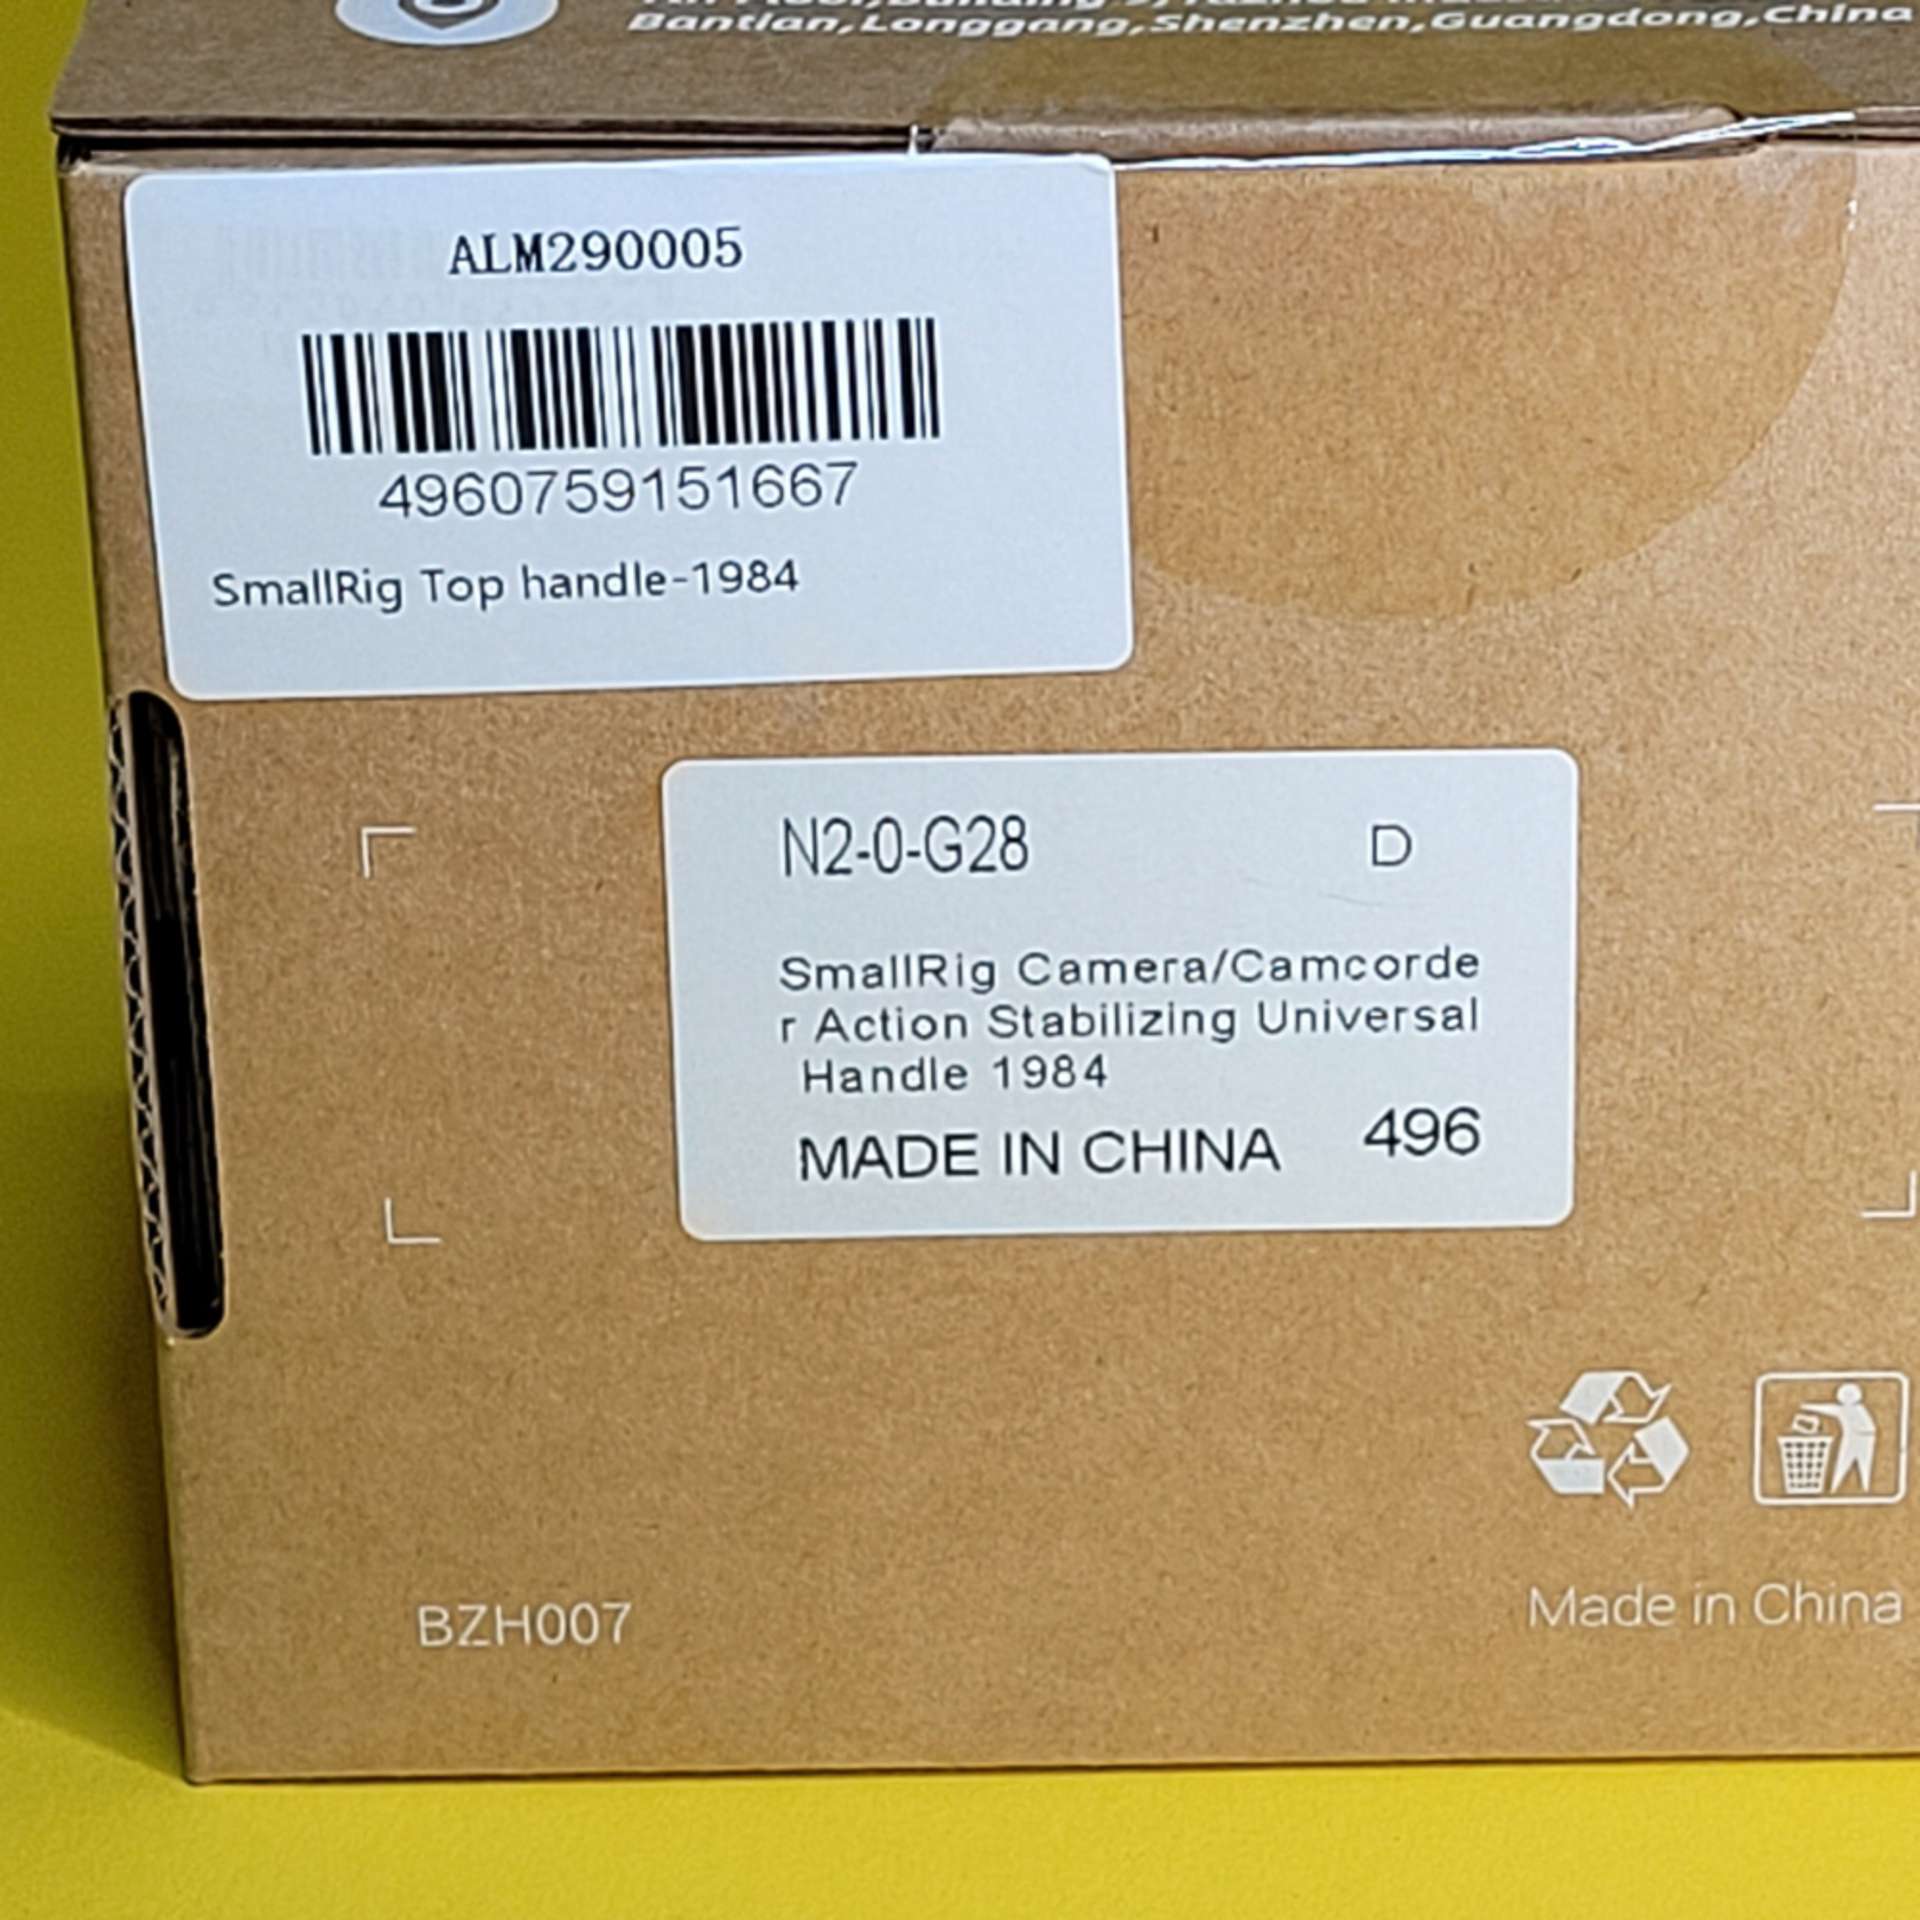 Bantian,Longgang,Shenzhen,Guangdong,China
ALM290005
4960759151667
SmallRig Top handle-1984
N2-0-G28 D
SmallRig Camera/Camcorde
r Action Stabilizing Universal
Handle 1984
MADE IN CHINA 496
BZH007
Made in China